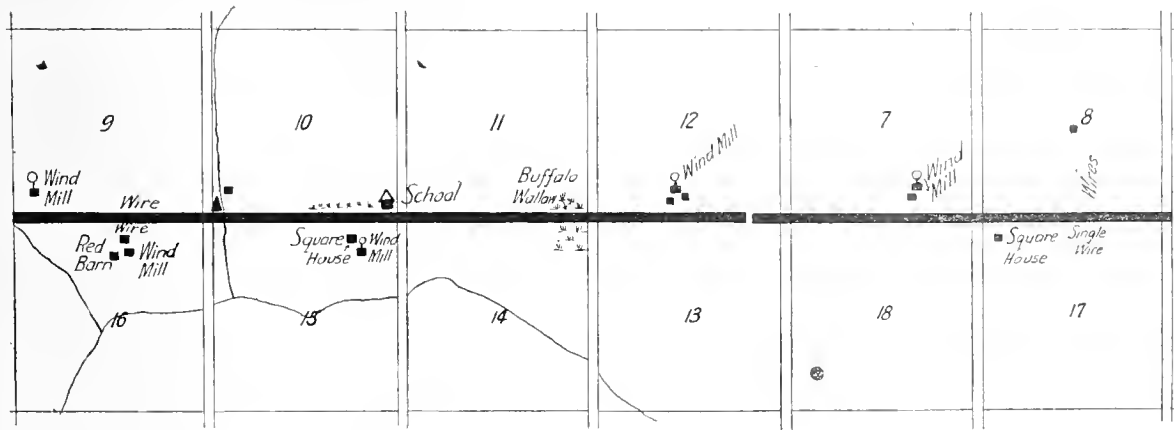 9
10
11
12
7
8
Wind
Mill
School
Buffalo
Wallow
Wind Mill
Wind
Mill
Wires
Wire
Wire
Red
Barn
Wind
Mill
Square
House
Wind
Mill
Square
House
Single
Wire
16
15
14
13
18
17